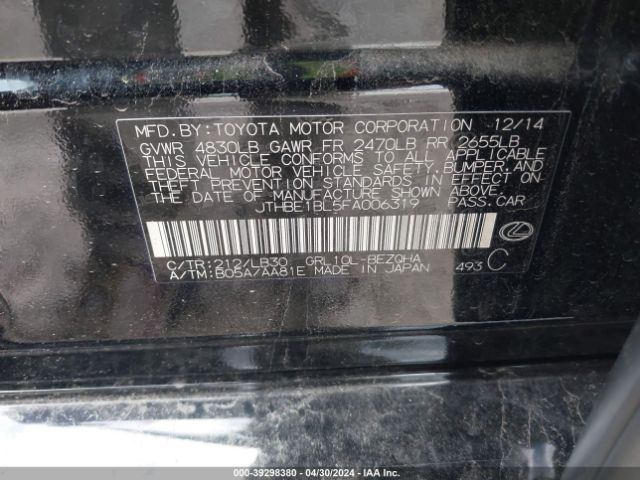 MFD.BY:TOYOTA MOTOR CORPORATION 12/14
GVWR 4830LB GAWR FR 2470LB RR 2655LB
THIS VEHICLE CONFORMS TO ALL APPLICABLE
FEDERAL MOTOR VEHICLE SAFETY, BUMPER, AND
THEFT PREVENTION STANDARDS IN EFFECT ON
THE DATE OF MANUFACTURE SHOWN ABOVE.
JTHBE1BL5FA006319 PASS.CAR
C/TR:212/LB30 GRL10L-BEZQHA
A/TM:B05A/AA81E MADE IN JAPAN 493 C
000-39298380 - 04/30/2024 - IAA Inc.